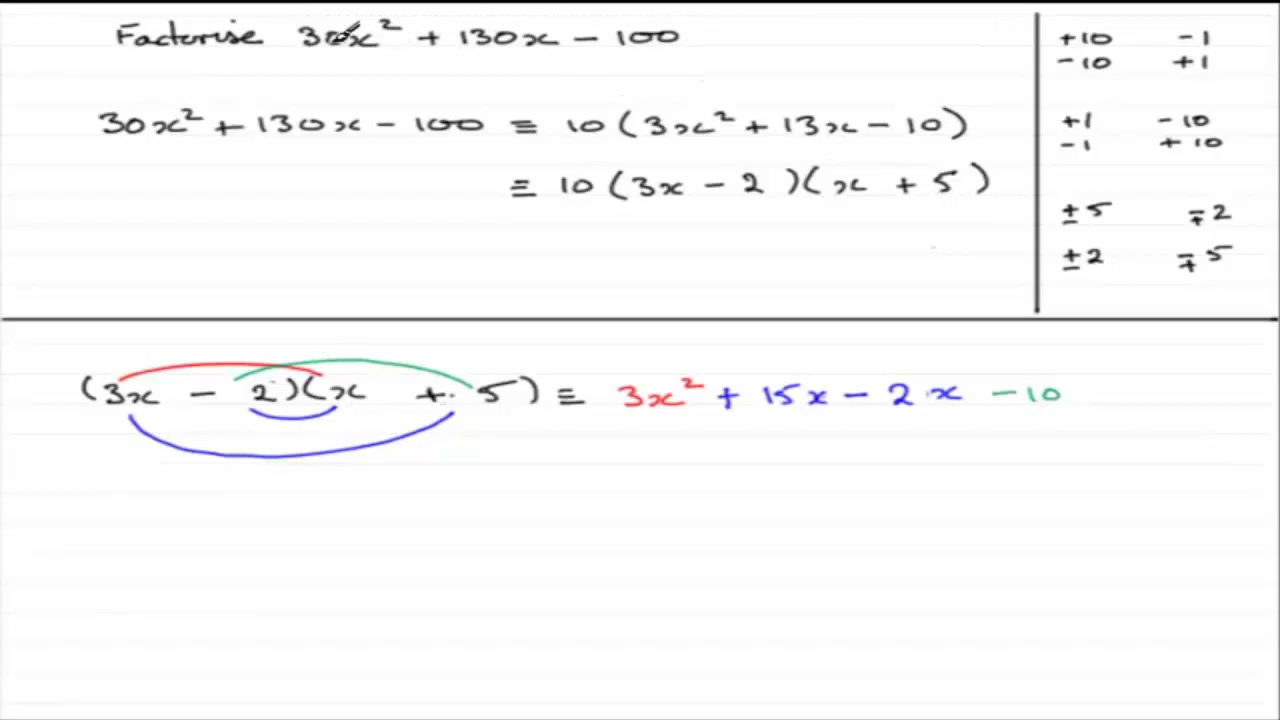 Factorise 30x² + 130x − 100
30x² + 130x − 100 ≡ 10(3x² + 13x − 10)
≡ 10(3x − 2)(x + 5)
+10 −1
−10 +1
+1 −10
−1 +10
±5 ∓2
±2 ∓5
(3x − 2)(x + 5) ≡ 3x² + 15x − 2x − 10